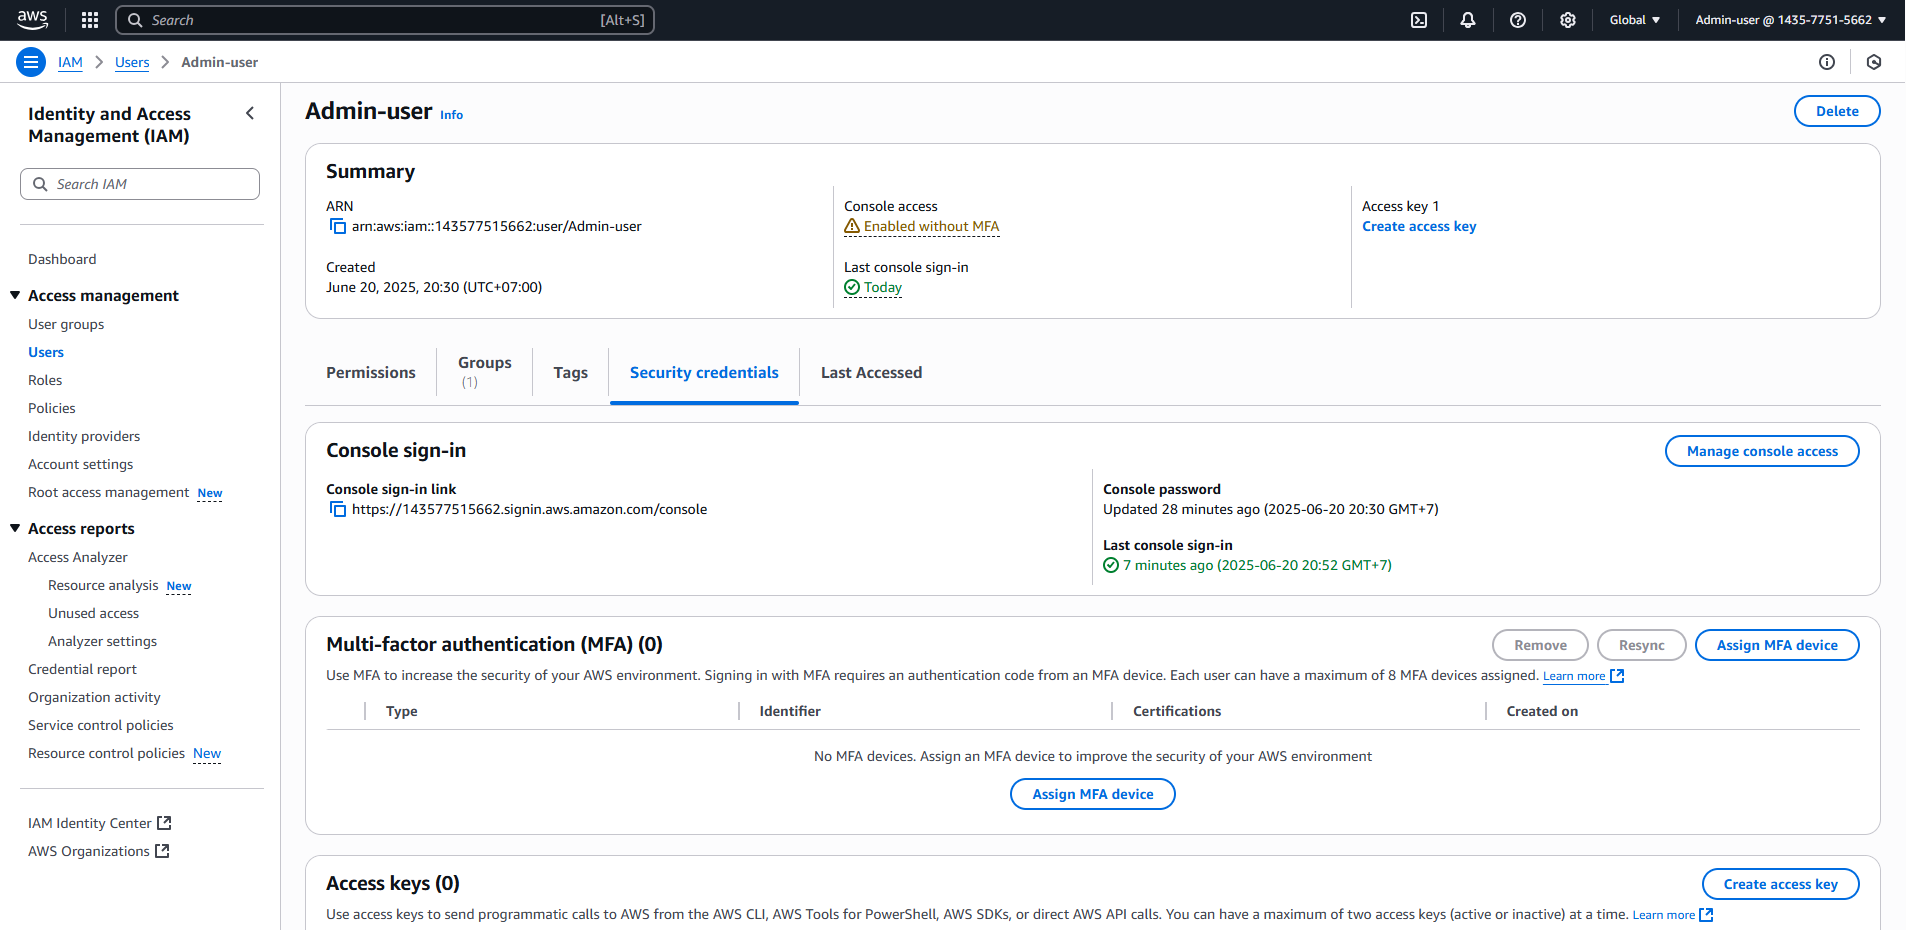 aws
Search
[Alt+S]
Global
Admin-user @ 1435-7751-5662
IAM
Users
Admin-user
Identity and Access
Management (IAM)
Search IAM
Dashboard
Access management
User groups
Users
Roles
Policies
Identity providers
Account settings
Root access management New
Access reports
Access Analyzer
Resource analysis New
Unused access
Analyzer settings
Credential report
Organization activity
Service control policies
Resource control policies New
IAM Identity Center
AWS Organizations
Admin-user Info
Delete
Summary
ARN
arn:aws:iam::143577515662:user/Admin-user
Created
June 20, 2025, 20:30 (UTC+07:00)
Console access
Enabled without MFA
Last console sign-in
Today
Access key 1
Create access key
Permissions
Groups
(1)
Tags
Security credentials
Last Accessed
Console sign-in
Manage console access
Console sign-in link
https://143577515662.signin.aws.amazon.com/console
Console password
Updated 28 minutes ago (2025-06-20 20:30 GMT+7)
Last console sign-in
7 minutes ago (2025-06-20 20:52 GMT+7)
Multi-factor authentication (MFA) (0)
Remove
Resync
Assign MFA device
Use MFA to increase the security of your AWS environment. Signing in with MFA requires an authentication code from an MFA device. Each user can have a maximum of 8 MFA devices assigned. Learn more
Type
Identifier
Certifications
Created on
No MFA devices. Assign an MFA device to improve the security of your AWS environment
Assign MFA device
Access keys (0)
Create access key
Use access keys to send programmatic calls to AWS from the AWS CLI, AWS Tools for PowerShell, AWS SDKs, or direct AWS API calls. You can have a maximum of two access keys (active or inactive) at a time. Learn more